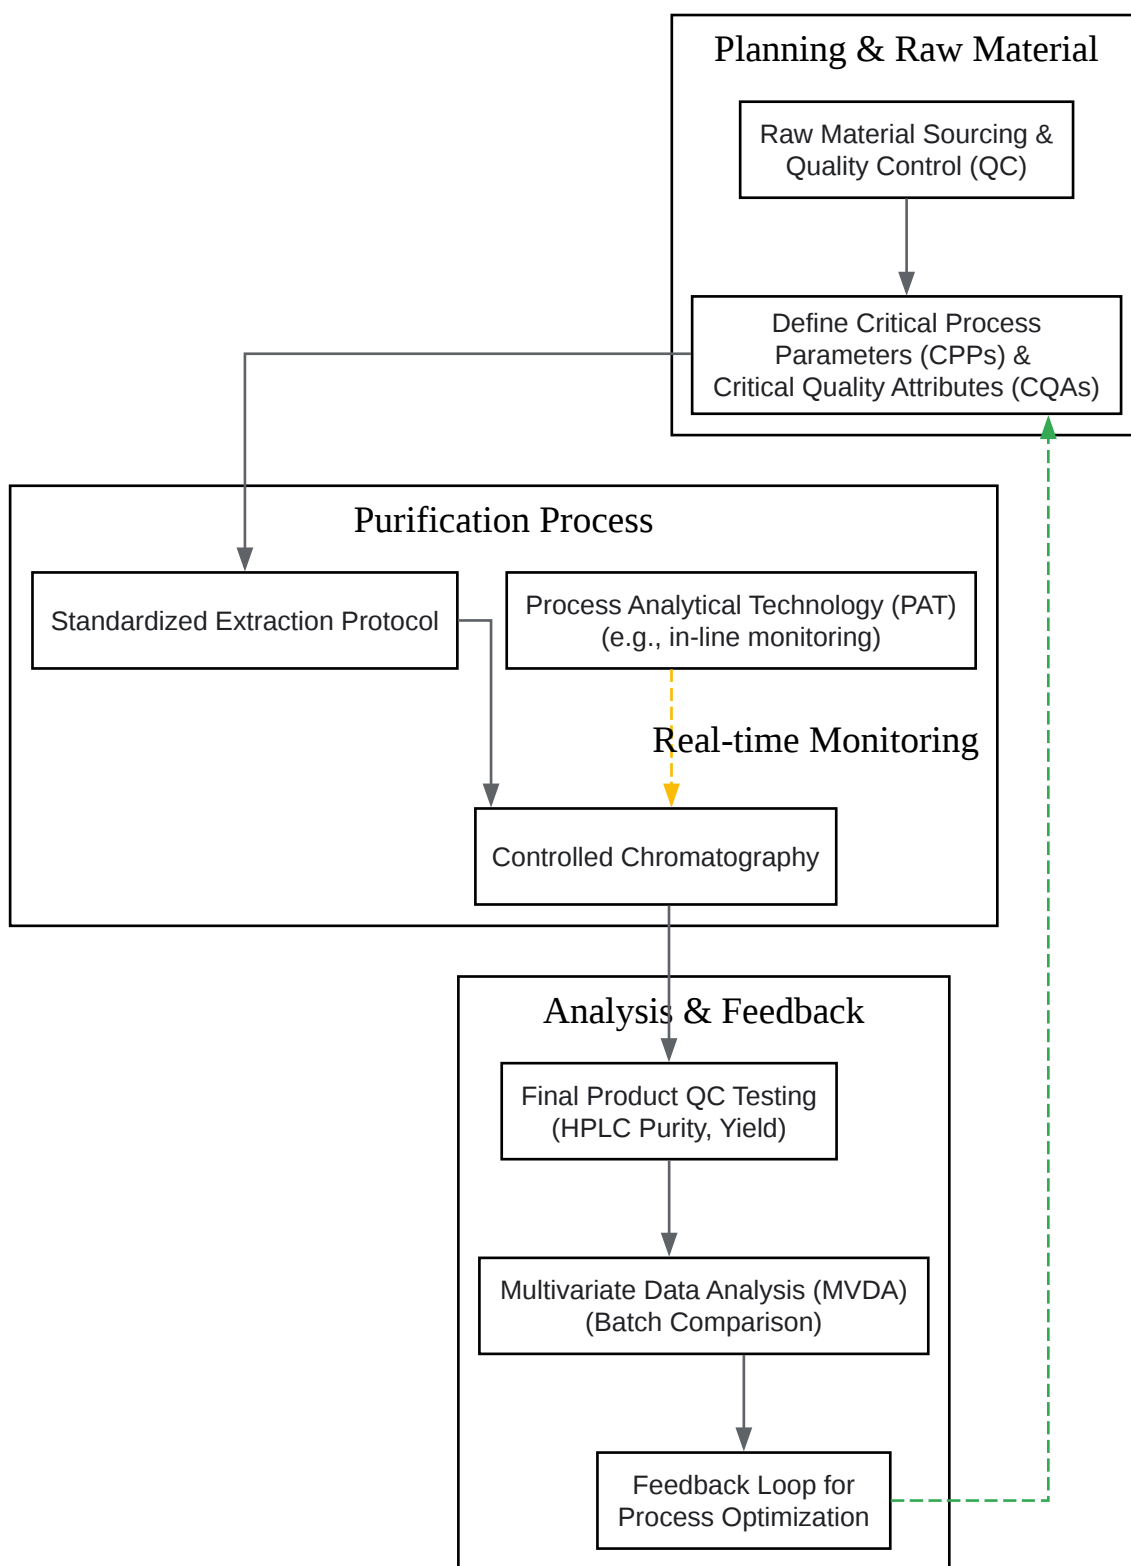 Planning & Raw Material
Raw Material Sourcing &
Quality Control (QC)
Define Critical Process
Parameters (CPPs) &
Critical Quality Attributes (CQAs)
Purification Process
Standardized Extraction Protocol
Process Analytical Technology (PAT)
(e.g., in-line monitoring)
Real-time Monitoring
Controlled Chromatography
Analysis & Feedback
Final Product QC Testing
(HPLC Purity, Yield)
Multivariate Data Analysis (MVDA)
(Batch Comparison)
Feedback Loop for
Process Optimization